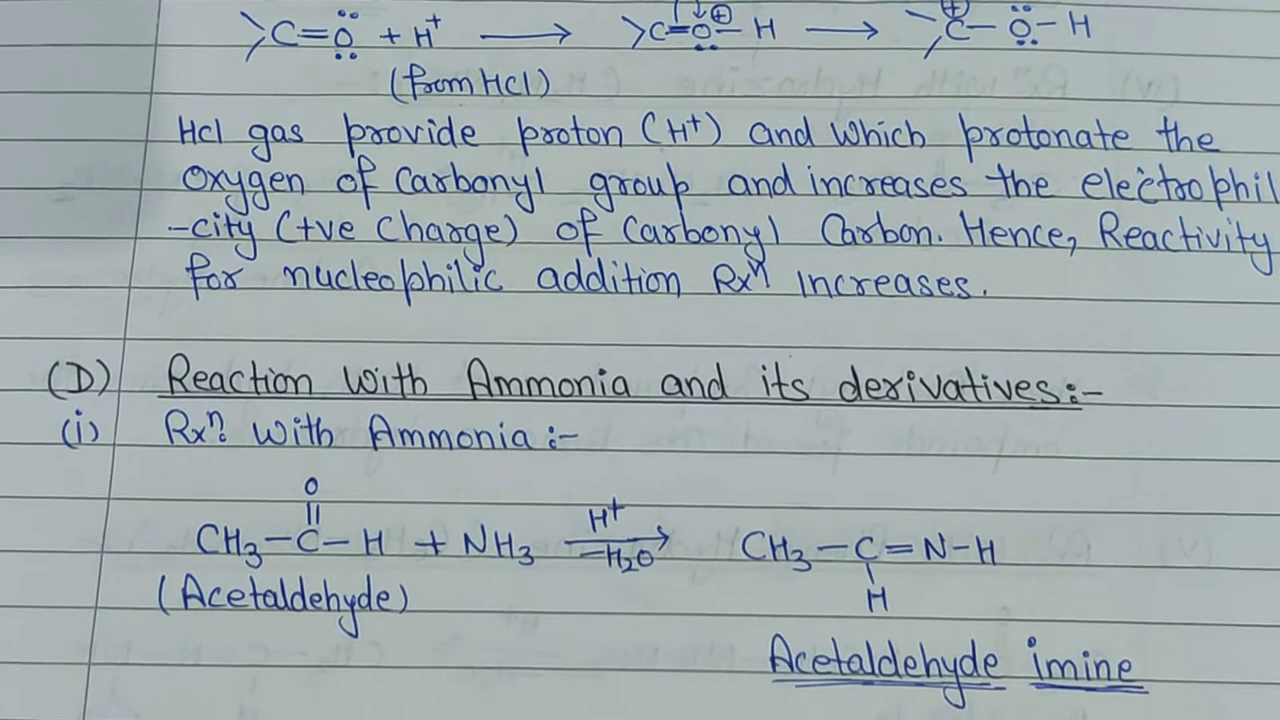 >C=O + H⁺ ⟶ >C=O⊕–H ⟶ C⊕–O–H
(from HCl)
HCl gas provide proton (H⁺) and which protonate the
oxygen of Carbonyl group and increases the electrophil
-city (+ve Charge) of Carbonyl Carbon. Hence, Reactivity
for nucleophilic addition Rxⁿ increases.
(D) Reaction with Ammonia and its derivatives:-
(i) Rxⁿ. with Ammonia:-
O
||
CH₃–C–H + NH₃ ⟶ CH₃–C=N–H
H⁺
–H₂O
(Acetaldehyde)
H
Acetaldehyde imine